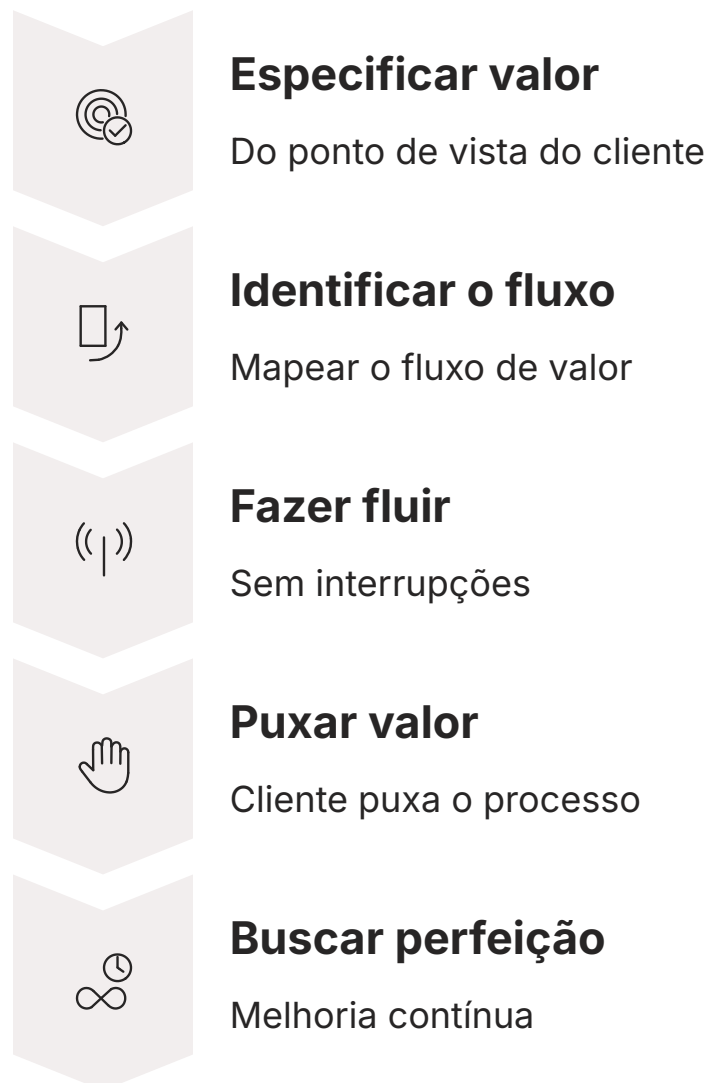 Especificar valor
Do ponto de vista do cliente
Identificar o fluxo
Mapear o fluxo de valor
Fazer fluir
Sem interrupções
Puxar valor
Cliente puxa o processo
Buscar perfeição
Melhoria contínua